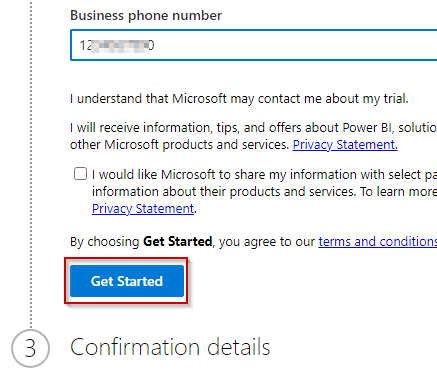 Business phone number
I understand that Microsoft may contact me about my trial.
I will receive information, tips, and offers about Power BI,
other Microsoft products and services. Privacy Statement.
I would like Microsoft to share my information with select
information about their products and services. To learn more
Privacy Statement.
By choosing Get Started, you agree to our terms and conditions
Get Started
3
Confirmation details